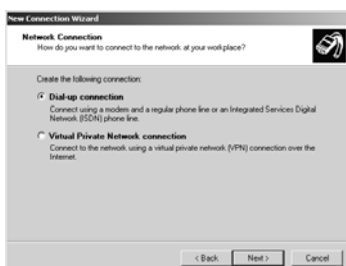 New Connection Wizard
Network Connection
How do you want to connect to the network at your workplace?
Create the following connection:
Dial-up connection
Connect using a modem and a regular phone line or an Integrated Services Digital
Network (ISDN) phone line.
Virtual Private Network connection
Connect to the network using a virtual private network (VPN) connection over the
Internet.
< Back Next > Cancel